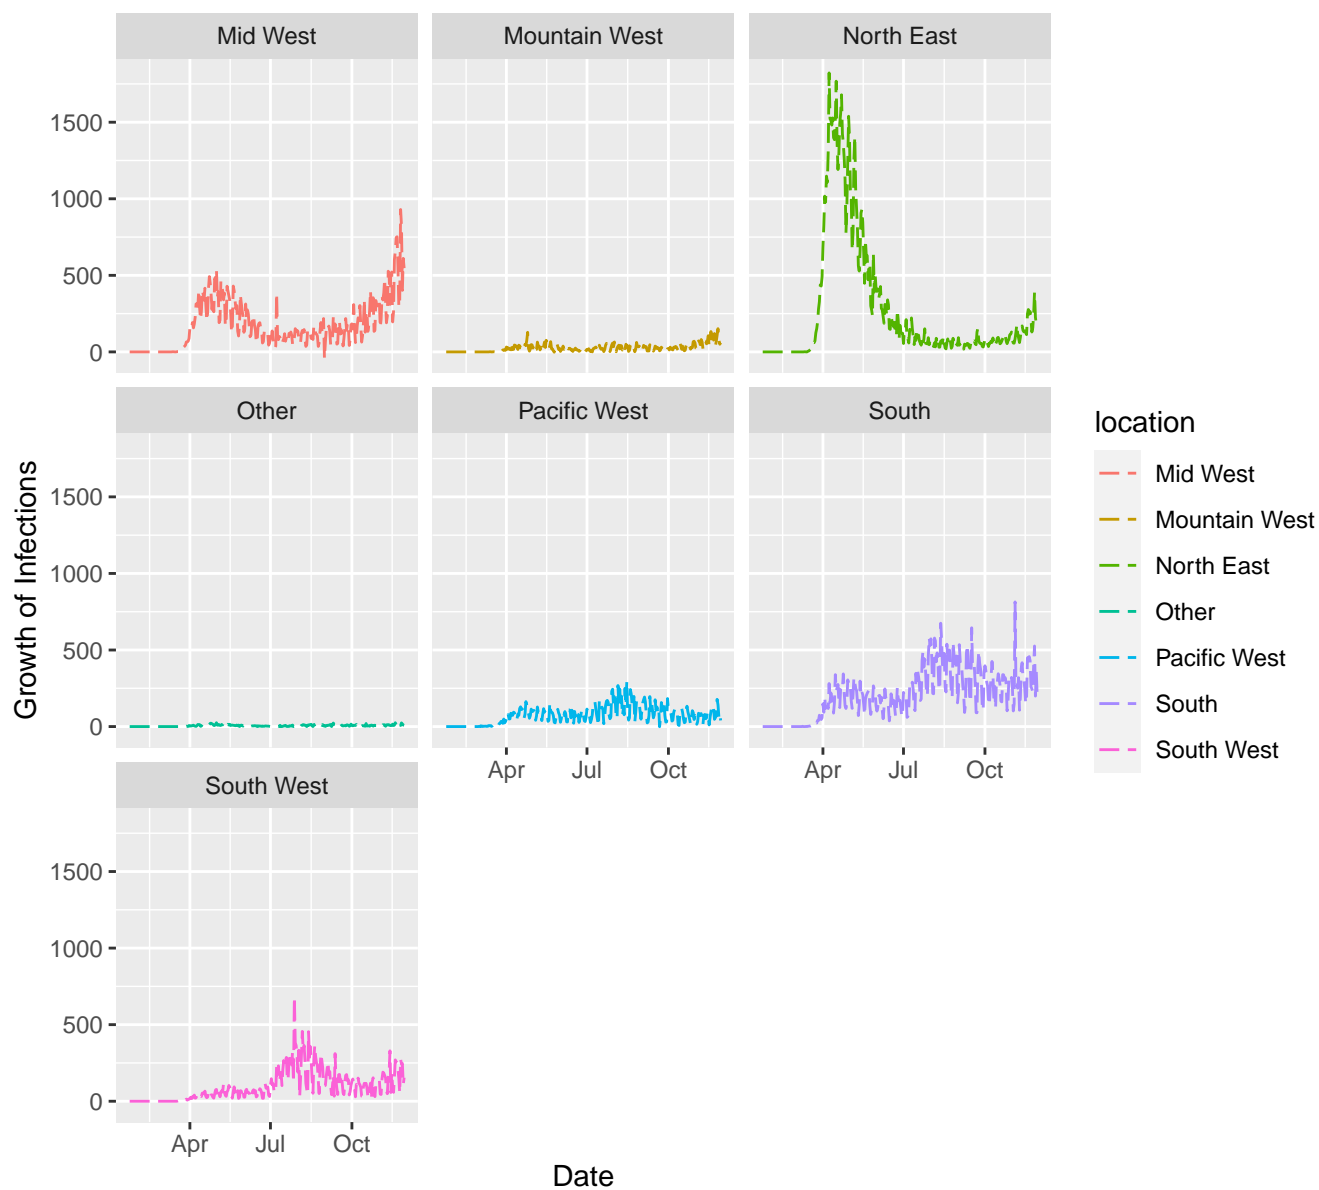 Mid West
Mountain West
North East
1500
1000
500
0
Other
Pacific West
South
1500
1000
500
0
Apr
Jul
Oct
Apr
Jul
Oct
South West
1500
1000
500
0
Apr
Jul
Oct
Growth of Infections
Date
location
Mid West
Mountain West
North East
Other
Pacific West
South
South West